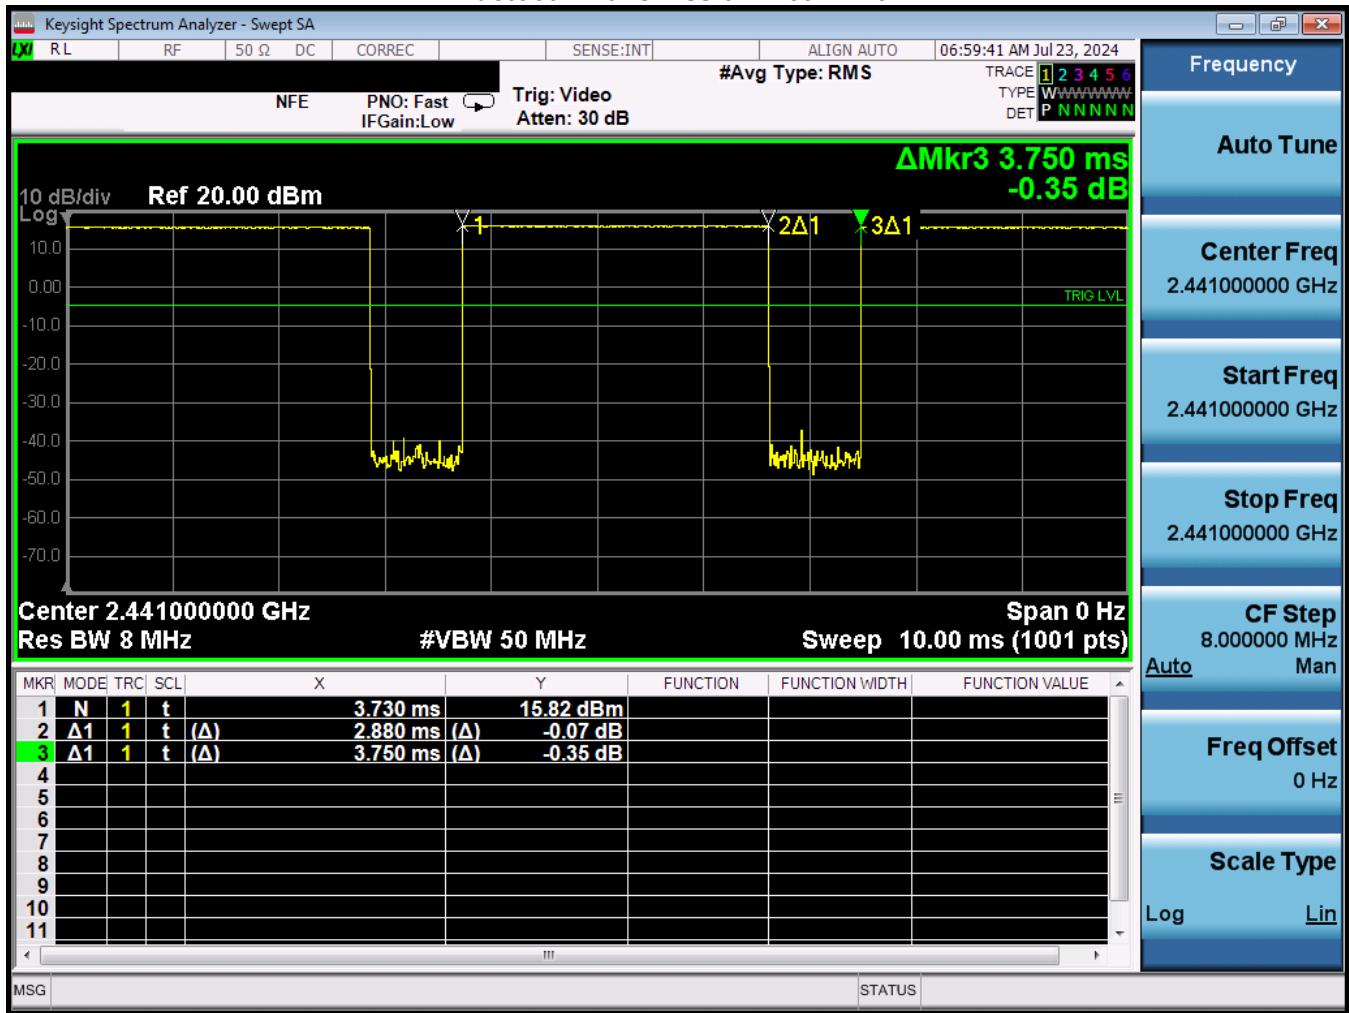 Keysight Spectrum Analyzer - Swept SA
LXI RL RF 50 Ω DC CORREC SENSE:INT ALIGN AUTO 06:59:41 AM Jul 23, 2024
#Avg Type: RMS
TRACE 1 2 3 4 5 6
TYPE WWWWWW
DET P N N N N N
NFE
PNO: Fast
IFGain:Low
Trig: Video
Atten: 30 dB
ΔMkr3 3.750 ms
-0.35 dB
10 dB/div
Log
Ref 20.00 dBm
1
2Δ1
3Δ1
10.0
0.00
TRIG LVL
-10.0
-20.0
-30.0
-40.0
-50.0
-60.0
-70.0
Center 2.441000000 GHz
Span 0 Hz
Res BW 8 MHz
#VBW 50 MHz
Sweep 10.00 ms (1001 pts)
MKR MODE TRC SCL X Y FUNCTION FUNCTION WIDTH FUNCTION VALUE
1 N 1 t 3.730 ms 15.82 dBm
2 Δ1 1 t (Δ) 2.880 ms (Δ) -0.07 dB
3 Δ1 1 t (Δ) 3.750 ms (Δ) -0.35 dB
4
5
6
7
8
9
10
11
MSG
STATUS
Frequency
Auto Tune
Center Freq
2.441000000 GHz
Start Freq
2.441000000 GHz
Stop Freq
2.441000000 GHz
CF Step
8.000000 MHz
Auto Man
Freq Offset
0 Hz
Scale Type
Log Lin